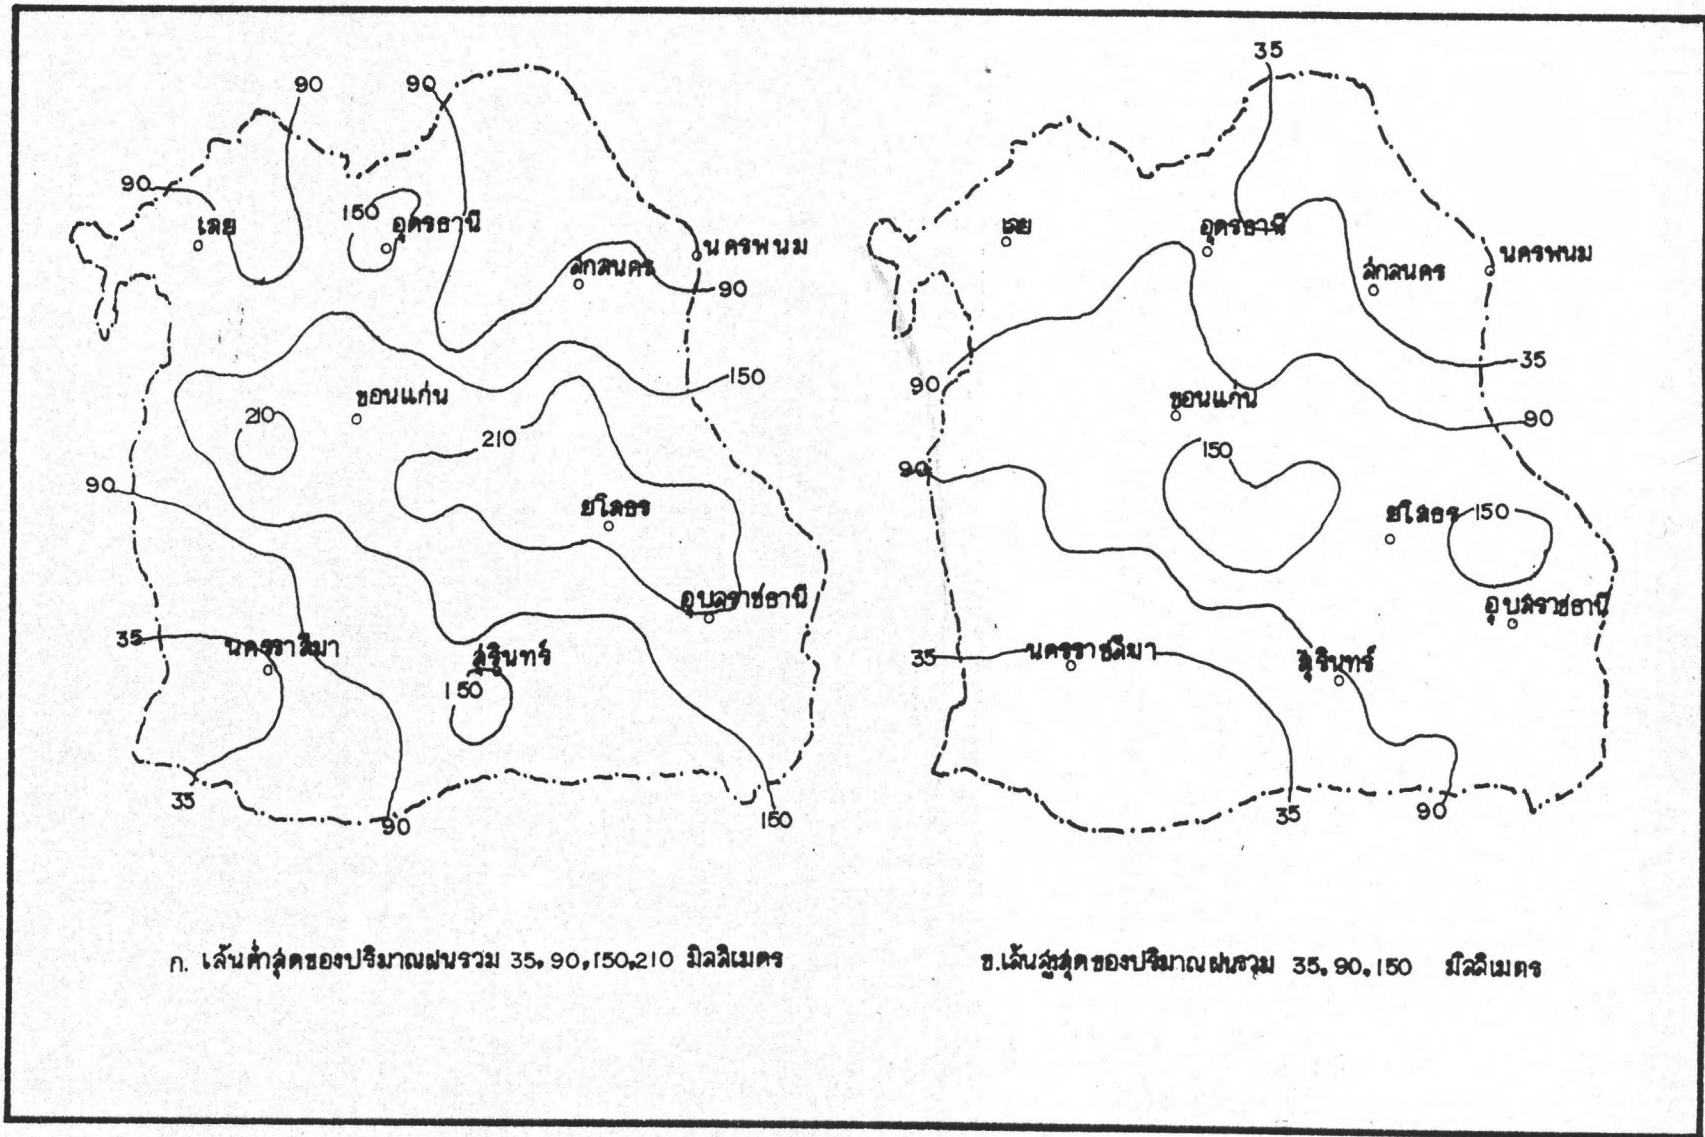 90
90
90
เลย
150
อุดรธานี
นครพนม
สกลนคร
90
150
ขอนแก่น
210
210
90
ยโสธร
อุบลราชธานี
35
นครราสีมา
สุรินทร์
150
35
90
150
ก. เส้นต่ำสุดของปริมาณฝนรวม 35,90,150,210 มิลลิเมตร
35
เลย
อุดรธานี
นครพนม
สกลนคร
35
90
ขอนแก่น
90
90
150
ยโสธร
150
อุบลราชธานี
35
นครราชสีมา
สุรินทร์
35
90
ข.เส้นสูงสุดของปริมาณฝนรวม 35,90,150 มิลลิเมตร